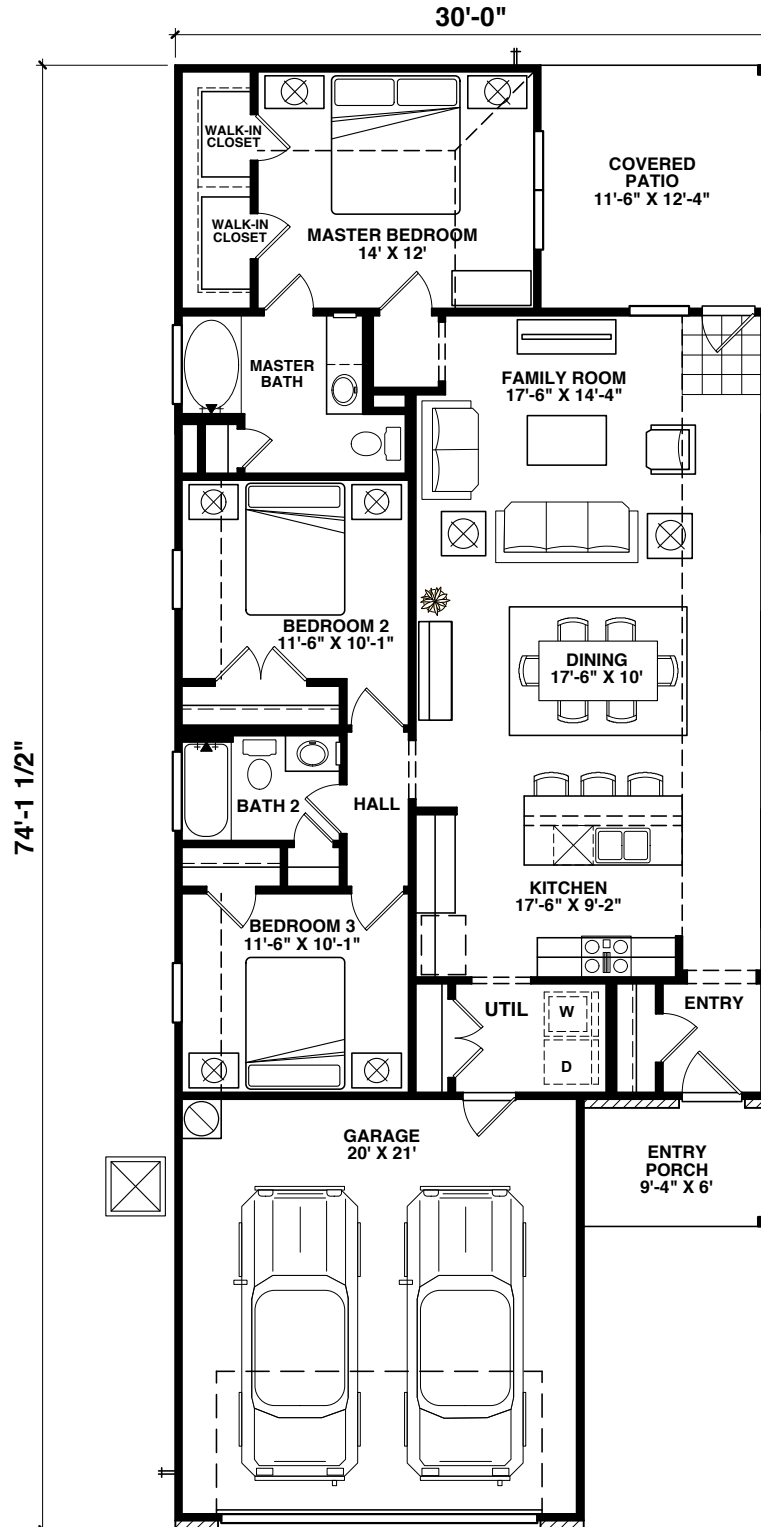 30'-0"
WALK-IN
CLOSET
WALK-IN
CLOSET
MASTER BEDROOM
14' X 12'
COVERED
PATIO
11'-6" X 12'-4"
MASTER
BATH
FAMILY ROOM
17'-6" X 14'-4"
BEDROOM 2
11'-6" X 10'-1"
DINING
17'-6" X 10'
74'-1 1/2"
BATH 2
HALL
KITCHEN
17'-6" X 9'-2"
BEDROOM 3
11'-6" X 10'-1"
UTIL
W
D
ENTRY
GARAGE
20' X 21'
ENTRY
PORCH
9'-4" X 6'